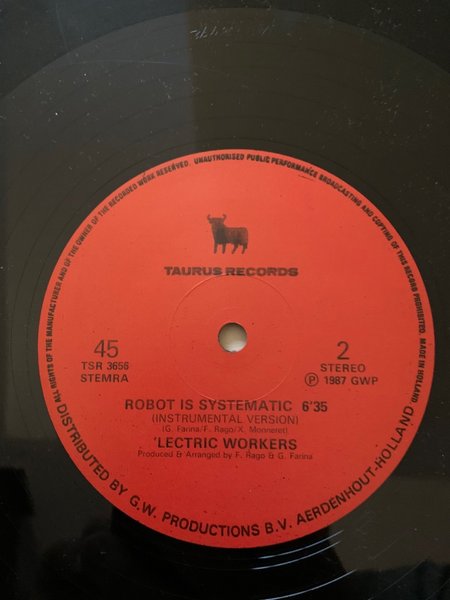 ALL RIGHTS OF THE MANUFACTURER AND OF THE OWNER OF THE RECORDED WORK RESERVED. UNAUTHORISED PUBLIC PERFORMANCE BROADCASTING AND COPYING OF THIS RECORD PROHIBITED. MADE IN HOLLAND.
TAURUS RECORDS
45
TSR 3656
STEMRA
2
STEREO
Ⓟ 1987 GWP
ROBOT IS SYSTEMATIC 6'35
(INSTRUMENTAL VERSION)
(G. Farina/F. Rago/X. Monneret)
'LECTRIC WORKERS
Produced & Arranged by F. Rago & G. Farina
DISTRIBUTED BY G.W. PRODUCTIONS B.V. AERDENHOUT-HOLLAND